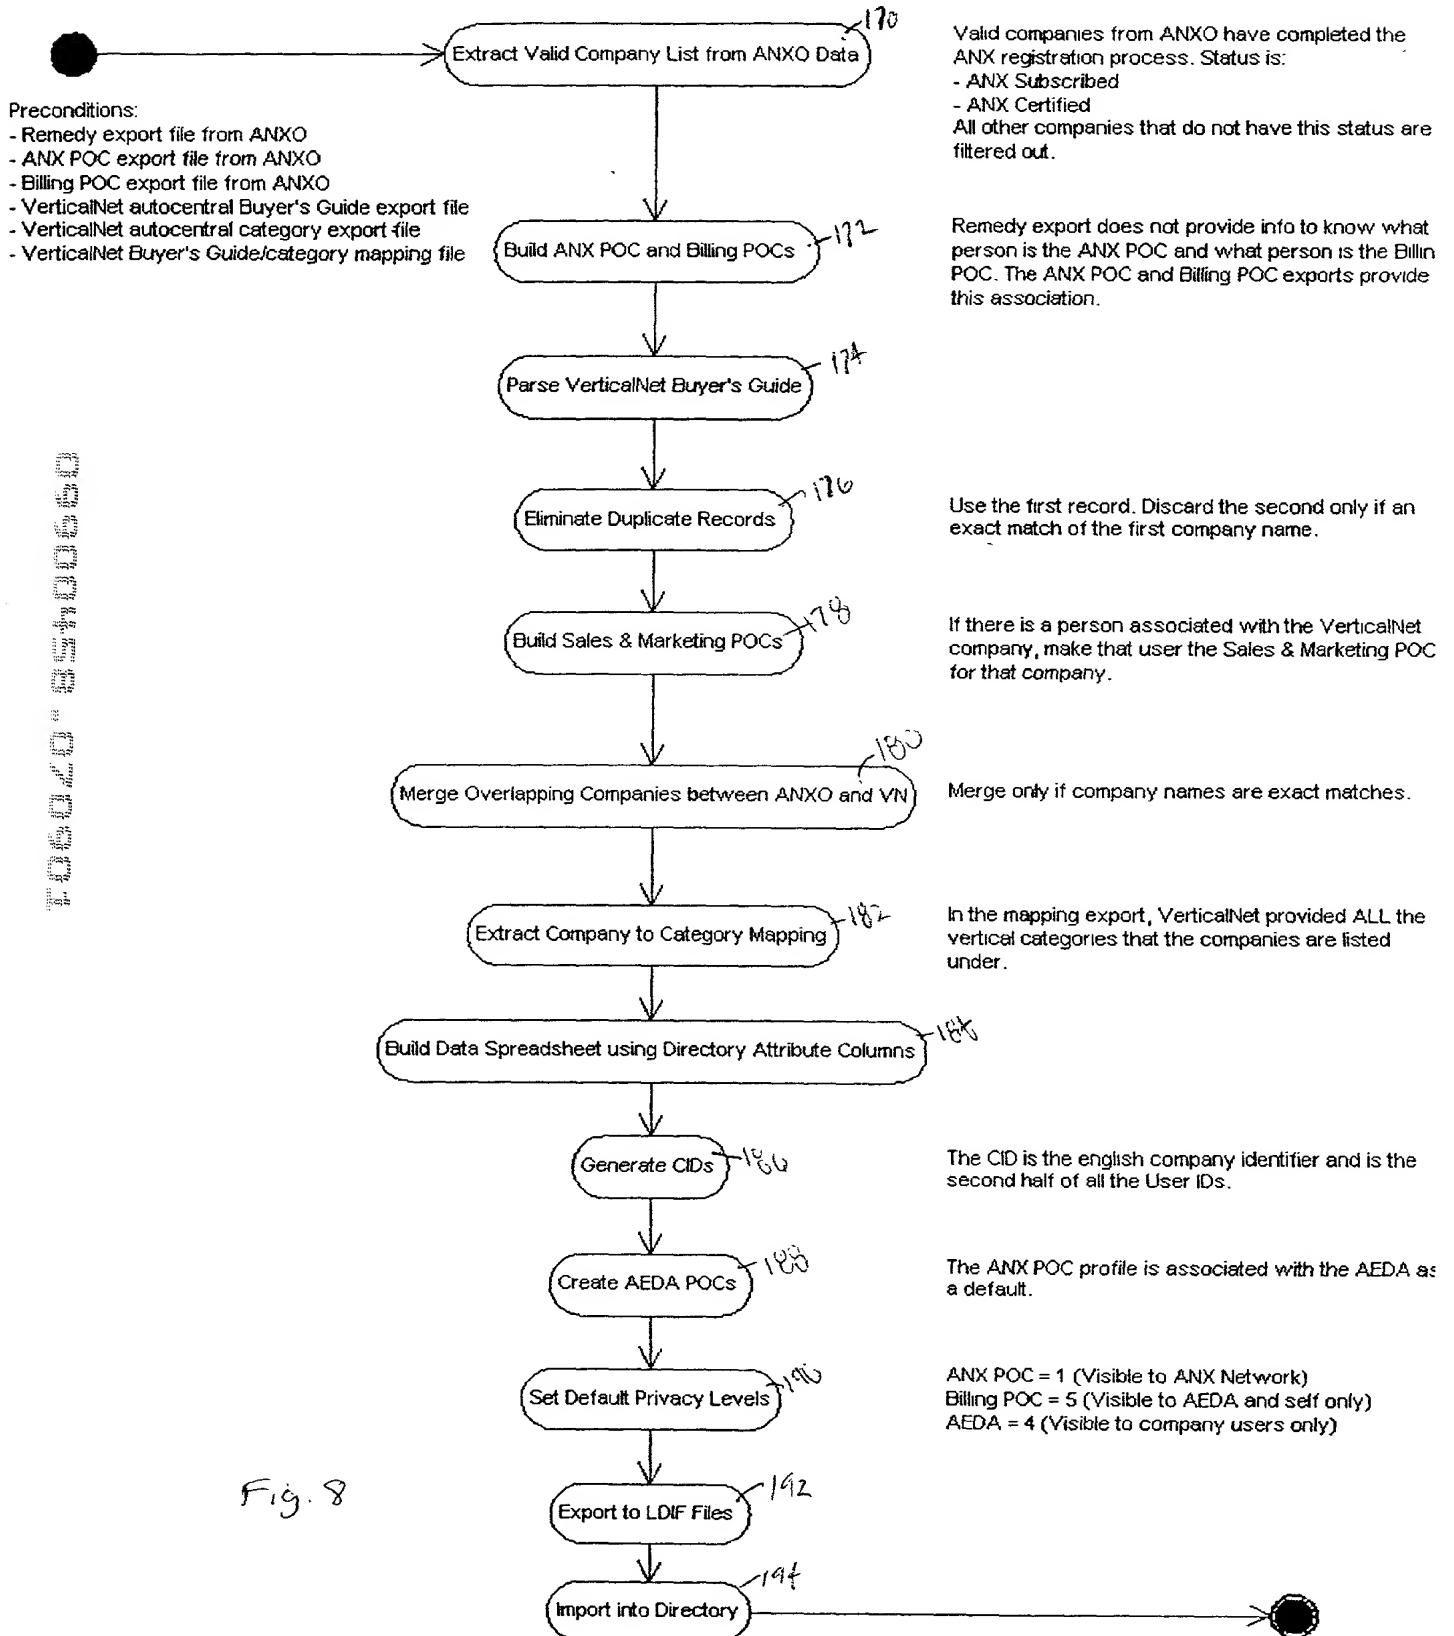 170
Extract Valid Company List from ANXO Data
Valid companies from ANXO have completed the
ANX registration process. Status is:
- ANX Subscribed
- ANX Certified
All other companies that do not have this status are
filtered out.
Preconditions:
- Remedy export file from ANXO
- ANX POC export file from ANXO
- Billing POC export file from ANXO
- VerticalNet autocentral Buyer's Guide export file
- VerticalNet autocentral category export file
- VerticalNet Buyer's Guide/category mapping file
172
Build ANX POC and Billing POCs
Remedy export does not provide info to know what
person is the ANX POC and what person is the Billin
POC. The ANX POC and Billing POC exports provide
this association.
174
Parse VerticalNet Buyer's Guide
176
Eliminate Duplicate Records
Use the first record. Discard the second only if an
exact match of the first company name.
09900458.070901
178
Build Sales & Marketing POCs
If there is a person associated with the VerticalNet
company, make that user the Sales & Marketing POC
for that company.
180
Merge Overlapping Companies between ANXO and VN
Merge only if company names are exact matches.
182
Extract Company to Category Mapping
In the mapping export, VerticalNet provided ALL the
vertical categories that the companies are listed
under.
184
Build Data Spreadsheet using Directory Attribute Columns
186
Generate CIDs
The CID is the english company identifier and is the
second half of all the User IDs.
188
Create AEDA POCs
The ANX POC profile is associated with the AEDA as
a default.
190
Set Default Privacy Levels
ANX POC = 1 (Visible to ANX Network)
Billing POC = 5 (Visible to AEDA and self only)
AEDA = 4 (Visible to company users only)
Fig. 8
192
Export to LDIF Files
194
Import into Directory